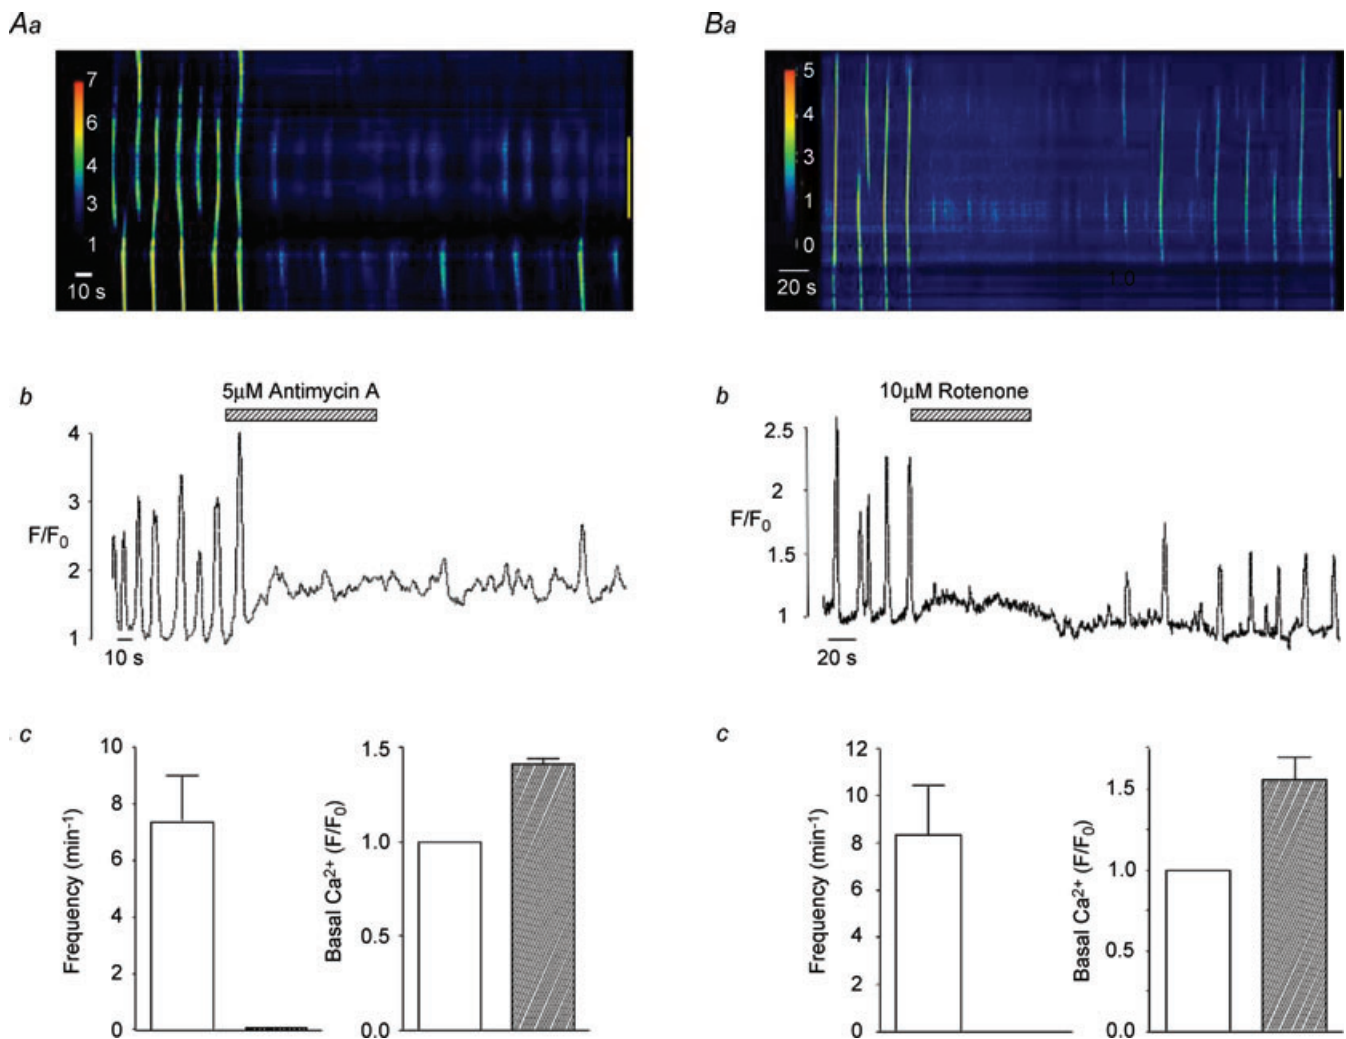 Aa
7
6
4
3
1
10 s
Ba
5
4
3
1
0
20 s
1.0
b
5μM Antimycin A
4
3
F/F0
2
1
10 s
b
10μM Rotenone
2.5
2
F/F0
1.5
1
20 s
c
Frequency (min-1)
10
8
6
4
2
0
Basal Ca2+ (F/F0)
1.5
1.0
0.5
0.0
c
Frequency (min-1)
12
10
8
6
4
2
0
Basal Ca2+ (F/F0)
1.5
1.0
0.5
0.0